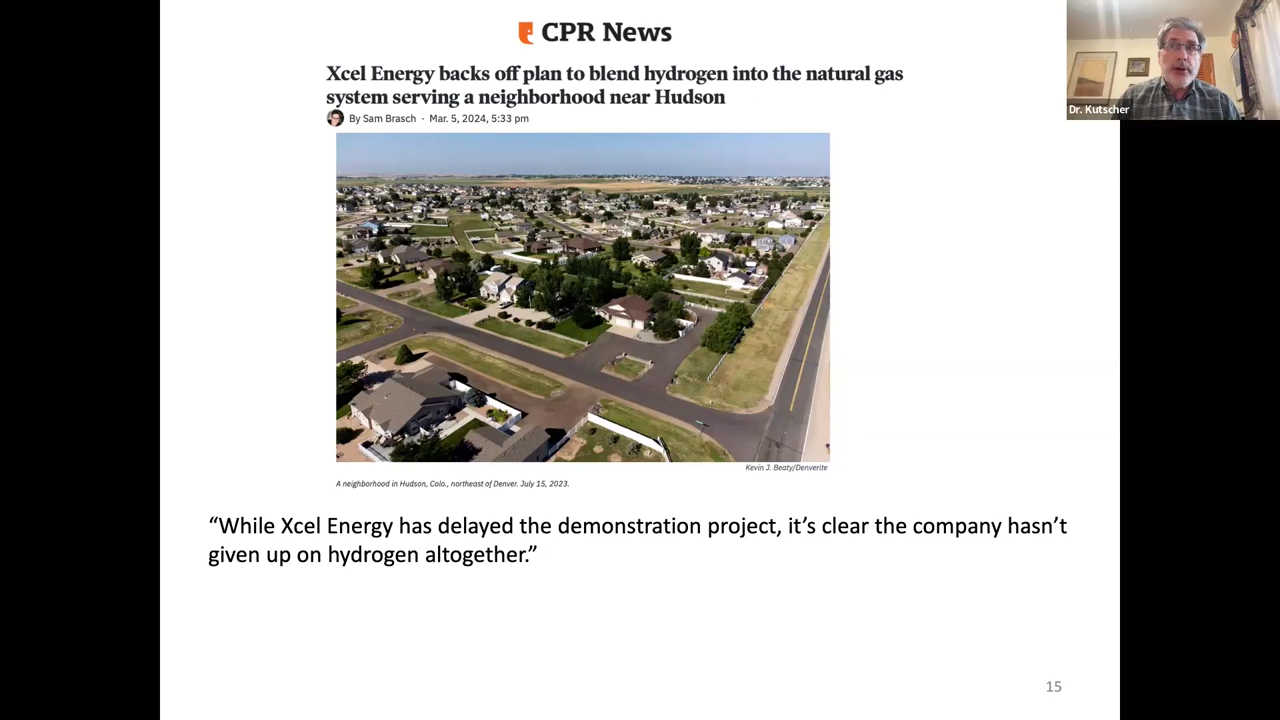 CPR News
Xcel Energy backs off plan to blend hydrogen into the natural gas
system serving a neighborhood near Hudson
By Sam Brasch · Mar. 5, 2024, 5:33 pm
Dr. Kutscher
Kevin J. Beaty/Denverite
A neighborhood in Hudson, Colo., northeast of Denver. July 15, 2023.
“While Xcel Energy has delayed the demonstration project, it’s clear the company hasn’t
given up on hydrogen altogether.”
15